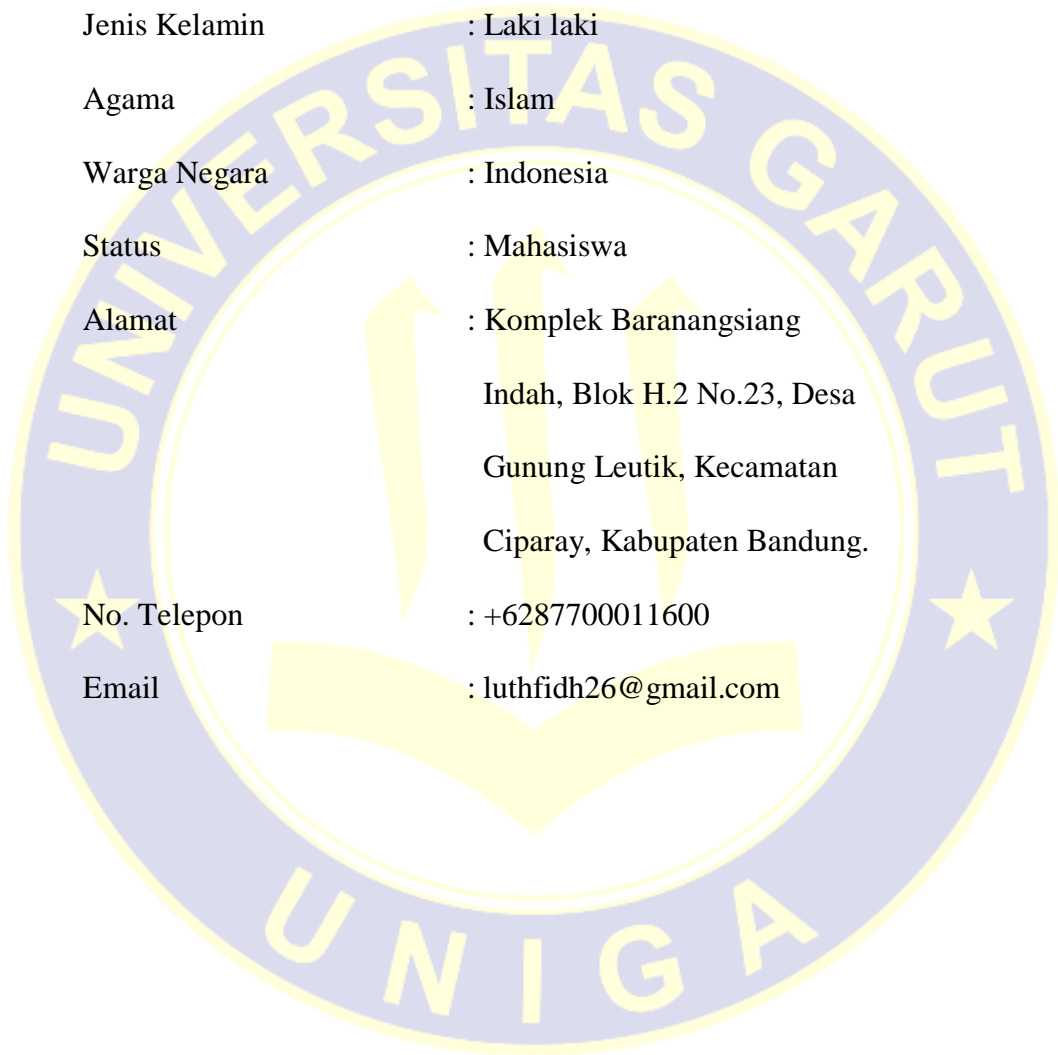 Jenis Kelamin : Laki laki
Agama : Islam
Warga Negara : Indonesia
Status : Mahasiswa
Alamat : Komplek Baranangsiang
Indah, Blok H.2 No.23, Desa
Gunung Leutik, Kecamatan
Ciparay, Kabupaten Bandung.
No. Telepon : +6287700011600
Email : luthfidh26@gmail.com
UNIVERSITAS GARUT
UNIGA